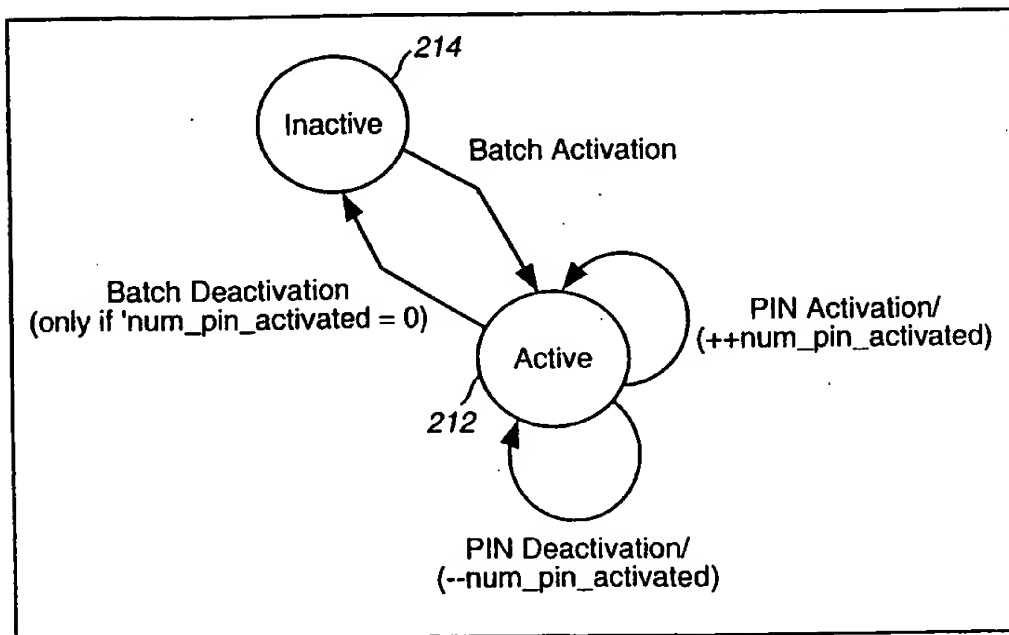 214
Inactive
Batch Activation
Batch Deactivation
(only if 'num_pin_activated = 0)
PIN Activation/
(++num_pin_activated)
Active
212
PIN Deactivation/
(--num_pin_activated)